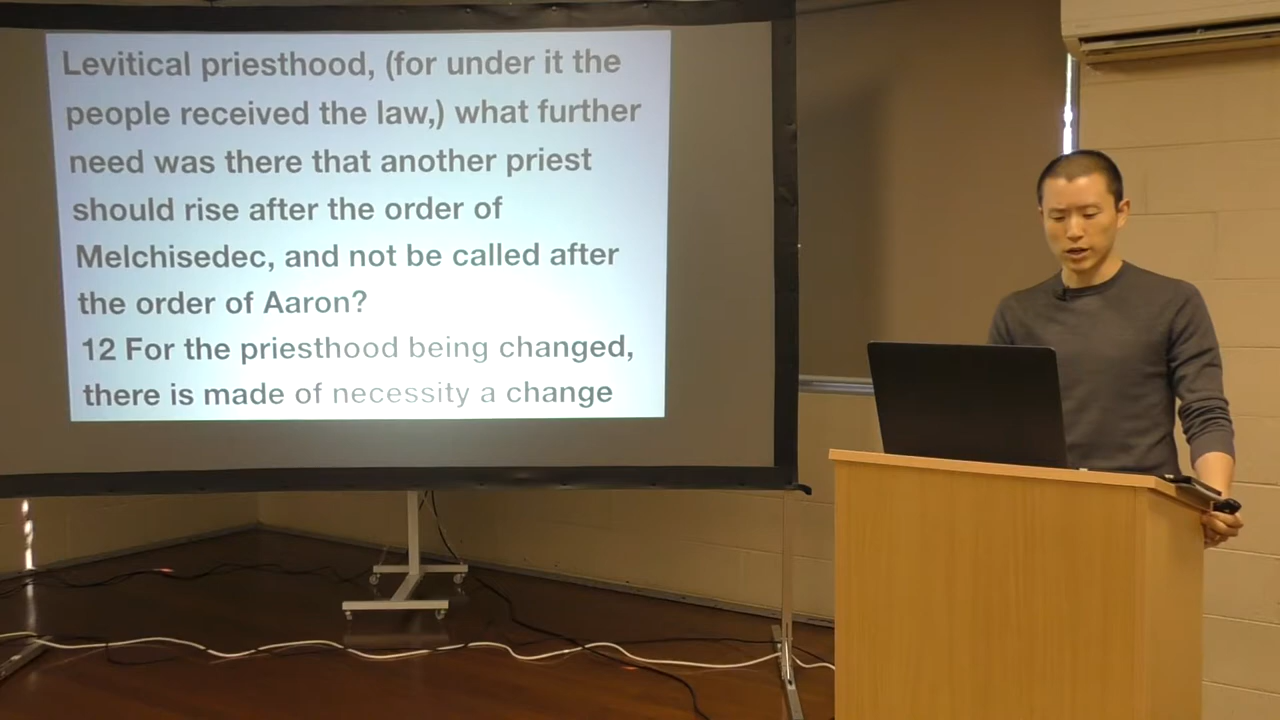 Levitical priesthood, (for under it the
people received the law,) what further
need was there that another priest
should rise after the order of
Melchisedec, and not be called after
the order of Aaron?
12 For the priesthood being changed,
there is made of necessity a change